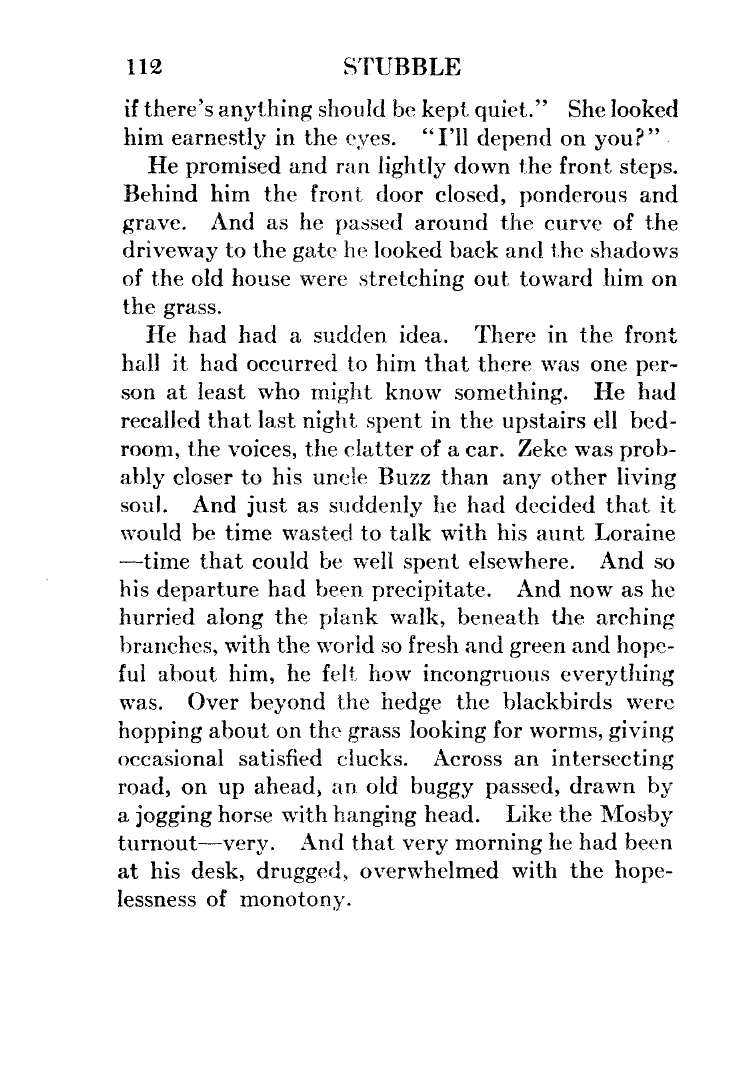 112 STUBBLE
if there's anything should be kept quiet." She looked
him earnestly in the eyes. "I'll depend on you?"
He promised and ran lightly down the front steps.
Behind him the front door closed, ponderous and
grave. And as he passed around the curve of the
driveway to the gate he looked back and the shadows
of the old house were stretching out toward him on
the grass.
He had had a sudden idea. There in the front
hall it had occurred to him that there was one per-
son at least who might know something. He had
recalled that last night spent in the upstairs ell bed-
room, the voices, the clatter of a car. Zeke was prob-
ably closer to his uncle Buzz than any other living
soul. And just as suddenly he had decided that it
would be time wasted to talk with his aunt Loraine
—time that could be well spent elsewhere. And so
his departure had been precipitate. And now as he
hurried along the plank walk, beneath the arching
branches, with the world so fresh and green and hope-
ful about him, he felt how incongruous everything
was. Over beyond the hedge the blackbirds were
hopping about on the grass looking for worms, giving
occasional satisfied clucks. Across an intersecting
road, on up ahead, an old buggy passed, drawn by
a jogging horse with hanging head. Like the Mosby
turnout—very. And that very morning he had been
at his desk, drugged, overwhelmed with the hope-
lessness of monotony.